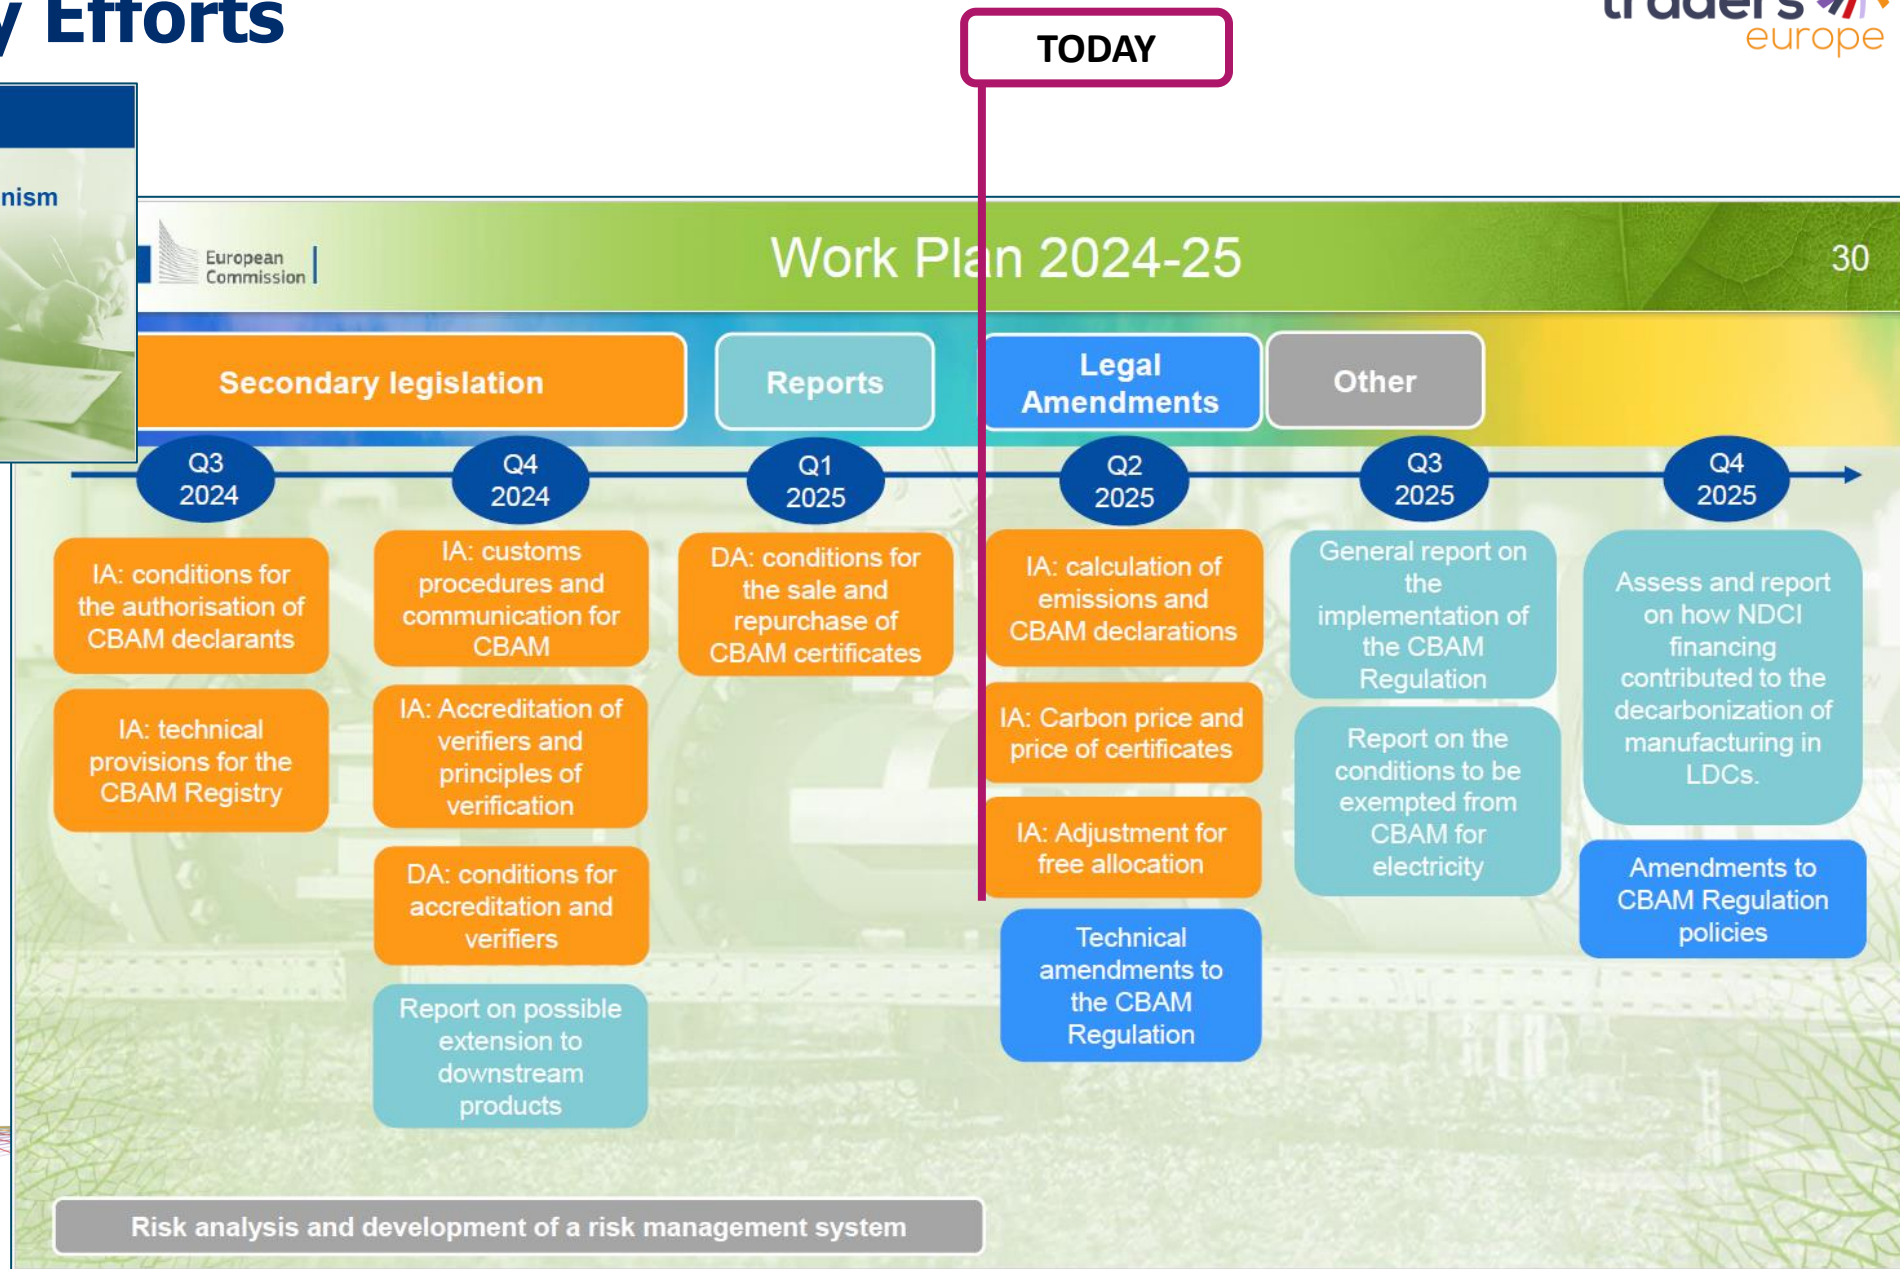 Efforts
TODAY
traders
europe
European
Commission
Work Plan 2024-25
30
Secondary legislation
Reports
Legal
Amendments
Other
Q3
2024
Q4
2024
Q1
2025
Q2
2025
Q3
2025
Q4
2025
IA: conditions for
the authorisation of
CBAM declarants
IA: technical
provisions for the
CBAM Registry
IA: customs
procedures and
communication for
CBAM
IA: Accreditation of
verifiers and
principles of
verification
DA: conditions for
accreditation and
verifiers
Report on possible
extension to
downstream
products
DA: conditions for
the sale and
repurchase of
CBAM certificates
IA: calculation of
emissions and
CBAM declarations
IA: Carbon price and
price of certificates
IA: Adjustment for
free allocation
Technical
amendments to
the CBAM
Regulation
General report on
the
implementation of
the CBAM
Regulation
Report on the
conditions to be
exempted from
CBAM for
electricity
Assess and report
on how NDCI
financing
contributed to the
decarbonization of
manufacturing in
LDCs.
Amendments to
CBAM Regulation
policies
Risk analysis and development of a risk management system